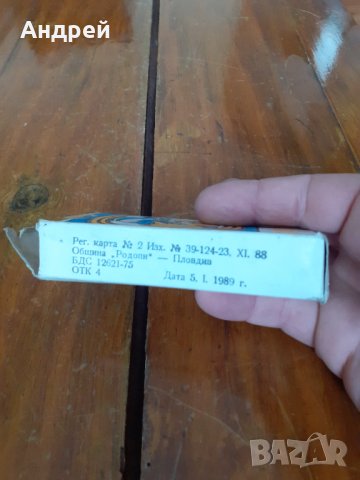 Андрей
Рег. карта № 2 Изх. № 39-124-23. XI. 88
Община „Родопи“ — Пловдив
БДС 12621-75
ОТК 4 Дата 5. I. 1989 г.
BAZAR